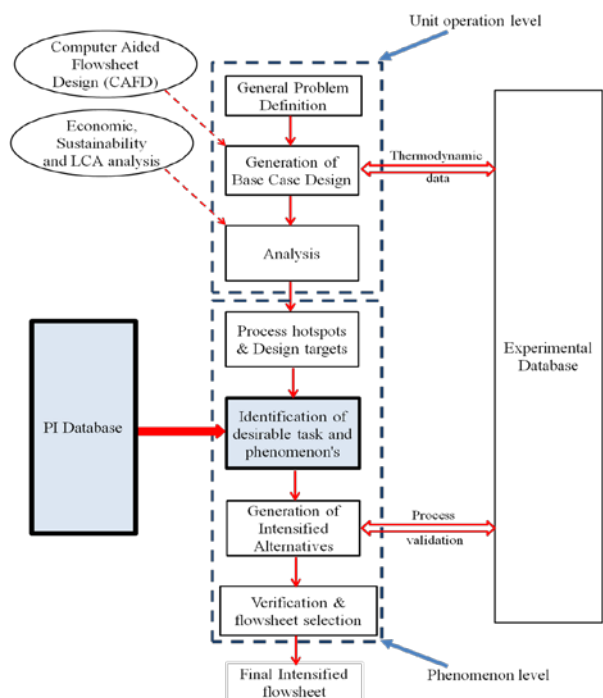 Unit operation level
Computer Aided
Flowsheet
Design (CAFD)
General Problem
Definition
Economic,
Sustainability
and LCA analysis
Generation of
Base Case Design
Thermodynamic
data
Analysis
Process hotspots
& Design targets
Experimental
Database
PI Database
Identification of
desirable task and
phenomenon's
Generation of
Intensified
Alternatives
Process
validation
Verification &
flowsheet selection
Final Intensified
flowsheet
Phenomenon level